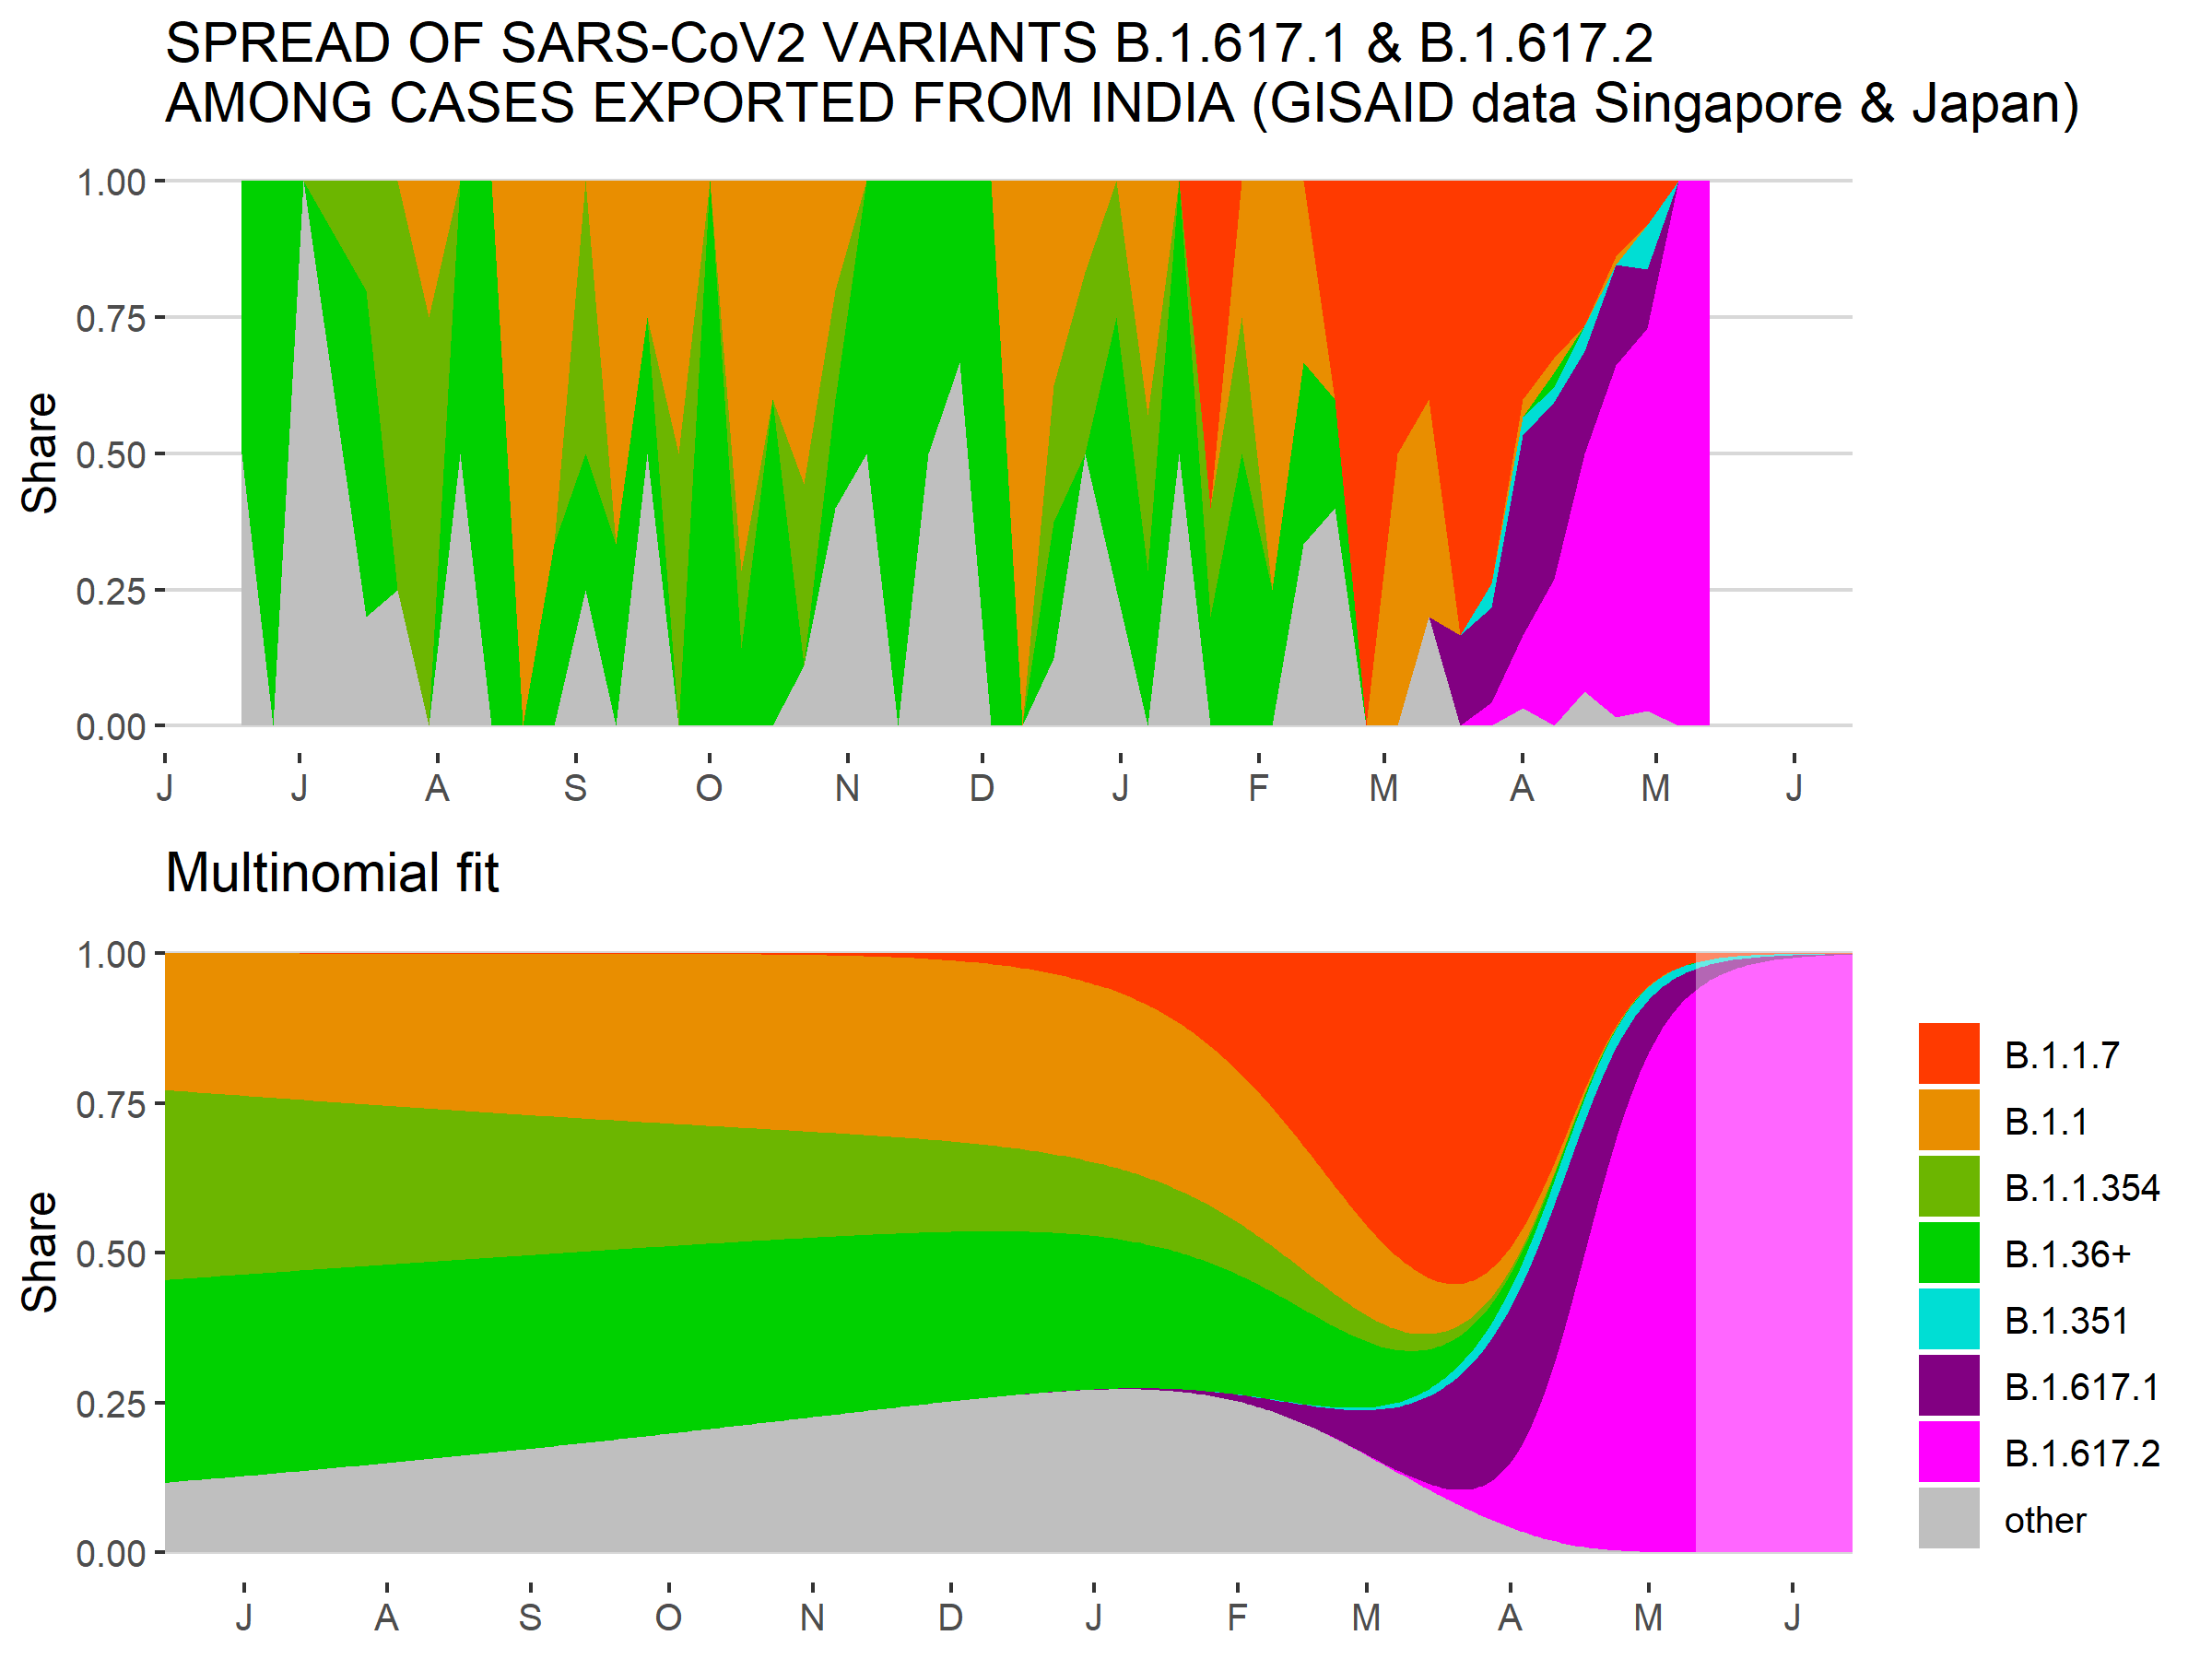 SPREAD OF SARS-CoV2 VARIANTS B.1.617.1 & B.1.617.2
AMONG CASES EXPORTED FROM INDIA (GISAID data Singapore & Japan)
1.00
0.75
0.50
0.25
0.00
Share
J J A S O N D J F M A M J
Multinomial fit
1.00
0.75
0.50
0.25
0.00
Share
J A S O N D J F M A M J
B.1.1.7
B.1.1
B.1.1.354
B.1.36+
B.1.351
B.1.617.1
B.1.617.2
other